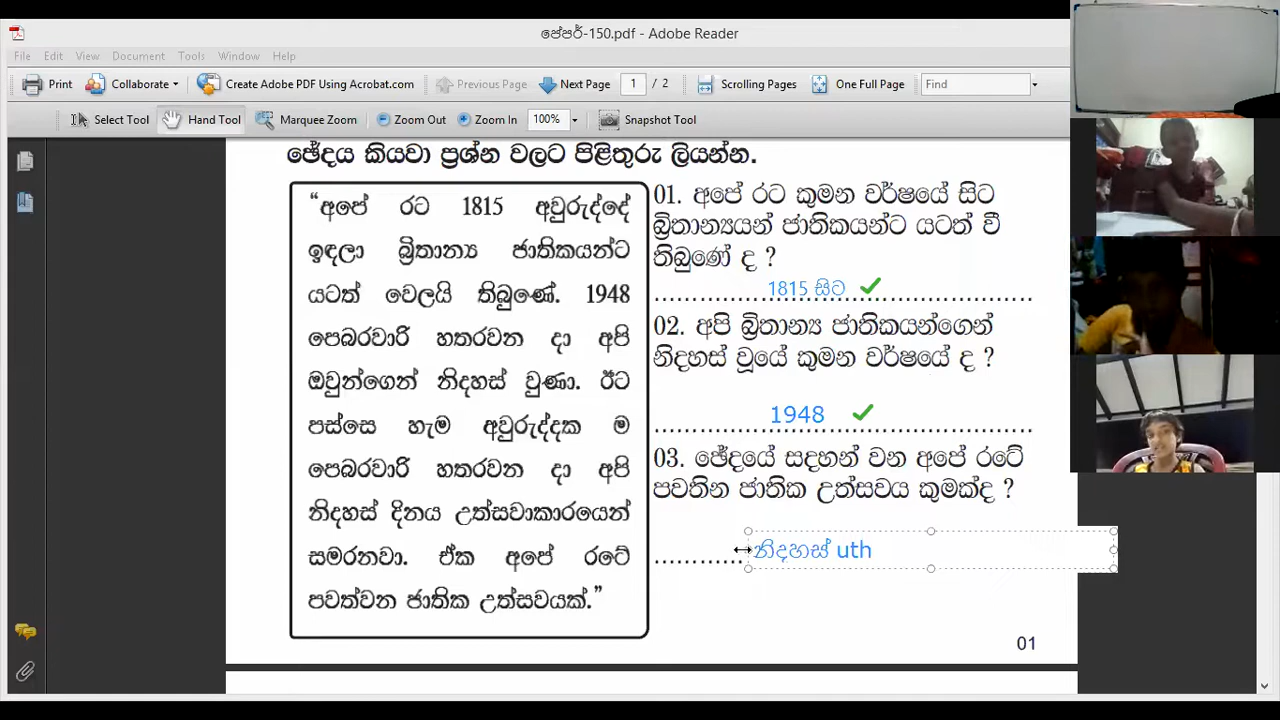 පේපර්-150.pdf - Adobe Reader
File Edit View Document Tools Window Help
Print Collaborate Create Adobe PDF Using Acrobat.com Previous Page Next Page 1 / 2 Scrolling Pages One Full Page Find
Select Tool Hand Tool Marquee Zoom Zoom Out Zoom In 100% Snapshot Tool
ඡේදය කියවා ප්‍රශ්න වලට පිළිතුරු ලියන්න.
“අපේ රට 1815 අවුරුද්දේ
ඉඳලා බ්‍රිතාන්‍ය ජාතිකයන්ට
යටත් වෙලයි තිබුණේ. 1948
පෙබරවාරි හතරවන දා අපි
ඔවුන්ගෙන් නිදහස් වුණා. ඊට
පස්සෙ හැම අවුරුද්දක ම
පෙබරවාරි හතරවන දා අපි
නිදහස් දිනය උත්සවාකාරයෙන්
සමරනවා. ඒක අපේ රටේ
පවත්වන ජාතික උත්සවයක්.”
01. අපේ රට කුමන වර්ෂයේ සිට
බ්‍රිතාන්‍යයන් ජාතිකයන්ට යටත් වී
තිබුණේ ද ?
1815 සිට
02. අපි බ්‍රිතාන්‍ය ජාතිකයන්ගෙන්
නිදහස් වූයේ කුමන වර්ෂයේ ද ?
1948
03. ඡේදයේ සදහන් වන අපේ රටේ
පවතින ජාතික උත්සවය කුමක්ද ?
නිදහස් uth
01